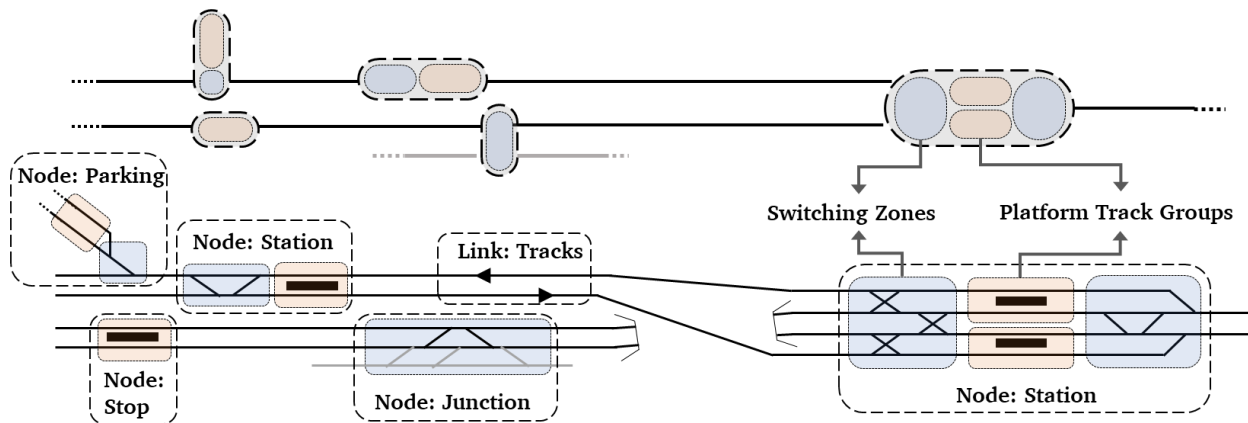 Node: Parking
Node: Station
Link: Tracks
Switching Zones
Platform Track Groups
Node:
Stop
Node: Junction
Node: Station